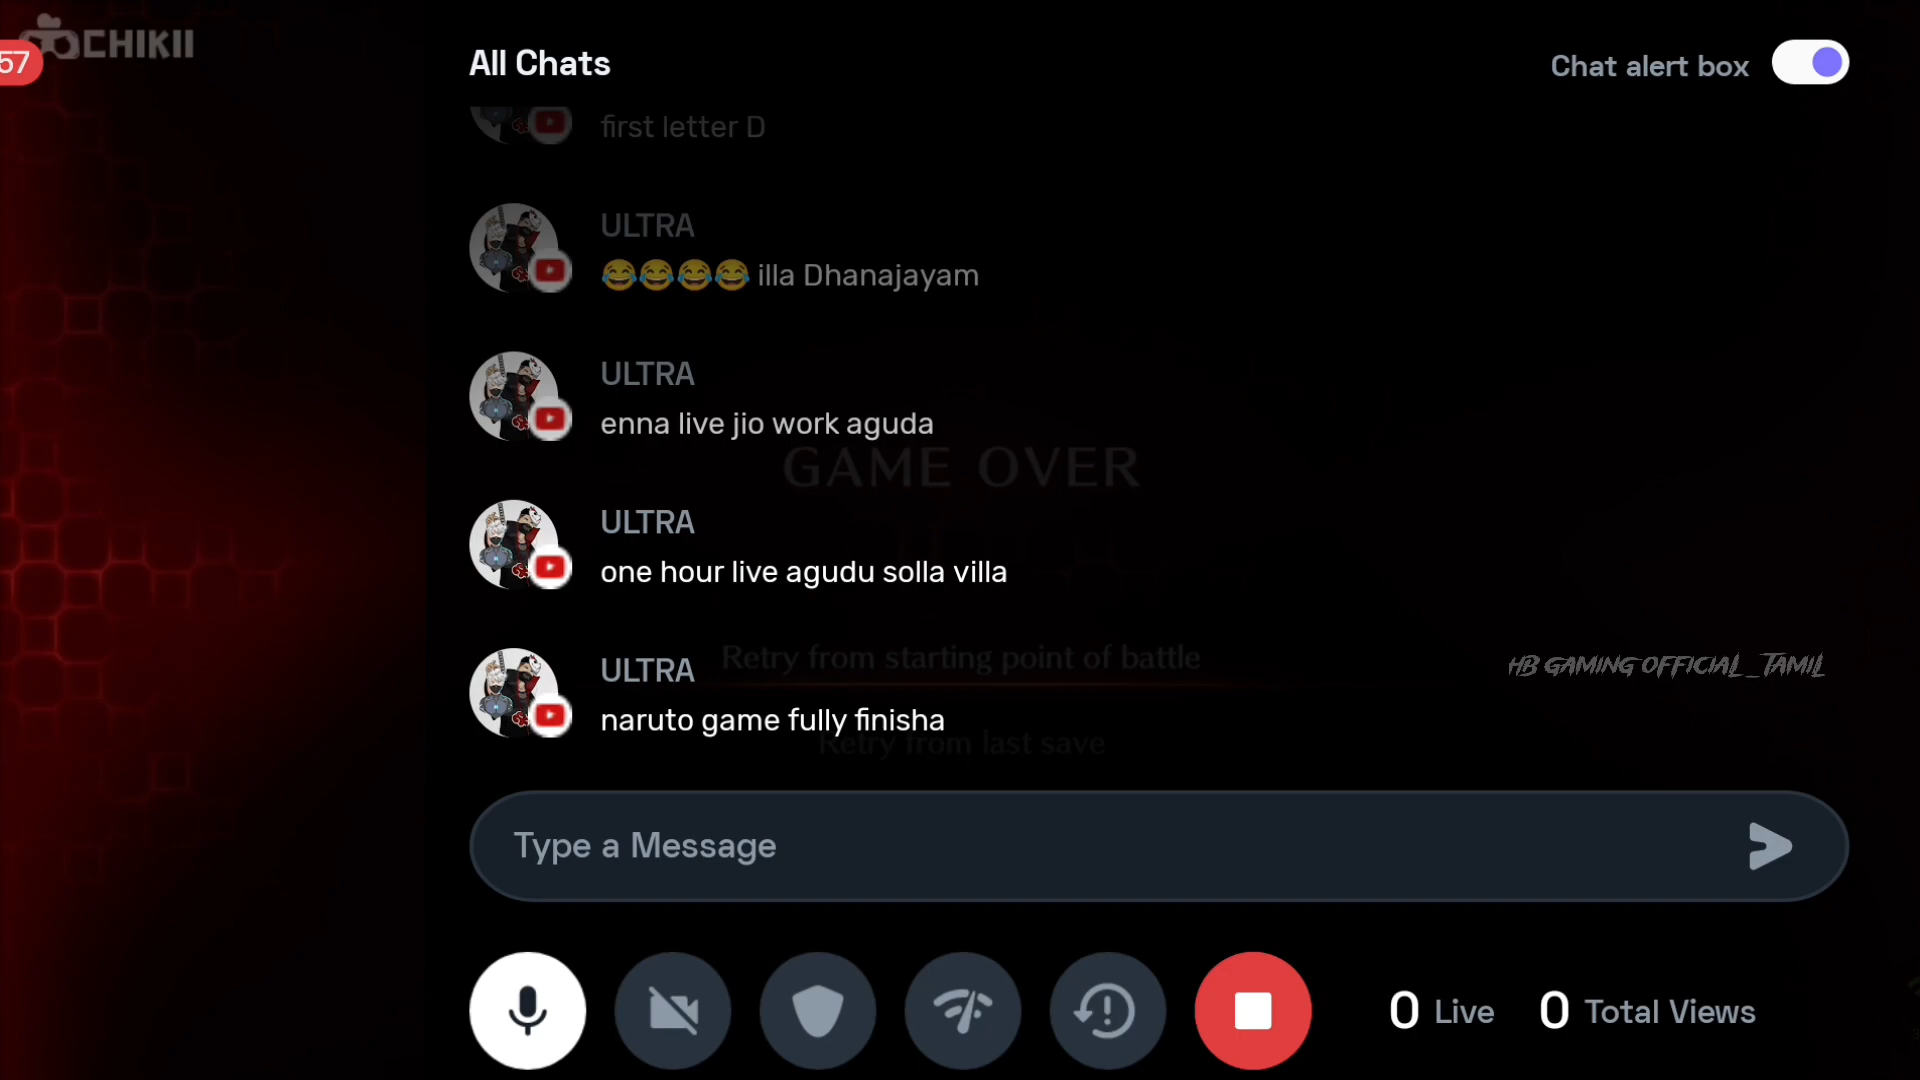 CHIKII
57
All Chats
Chat alert box
first letter D
ULTRA
😂😂😂😂 illa Dhanajayam
ULTRA
enna live jio work aguda
GAME OVER
ULTRA
one hour live agudu solla villa
Retry from starting point of battle
HB GAMING OFFICIAL_TAMIL
ULTRA
naruto game fully finisha
Retry from last save
Type a Message
0 Live
0 Total Views